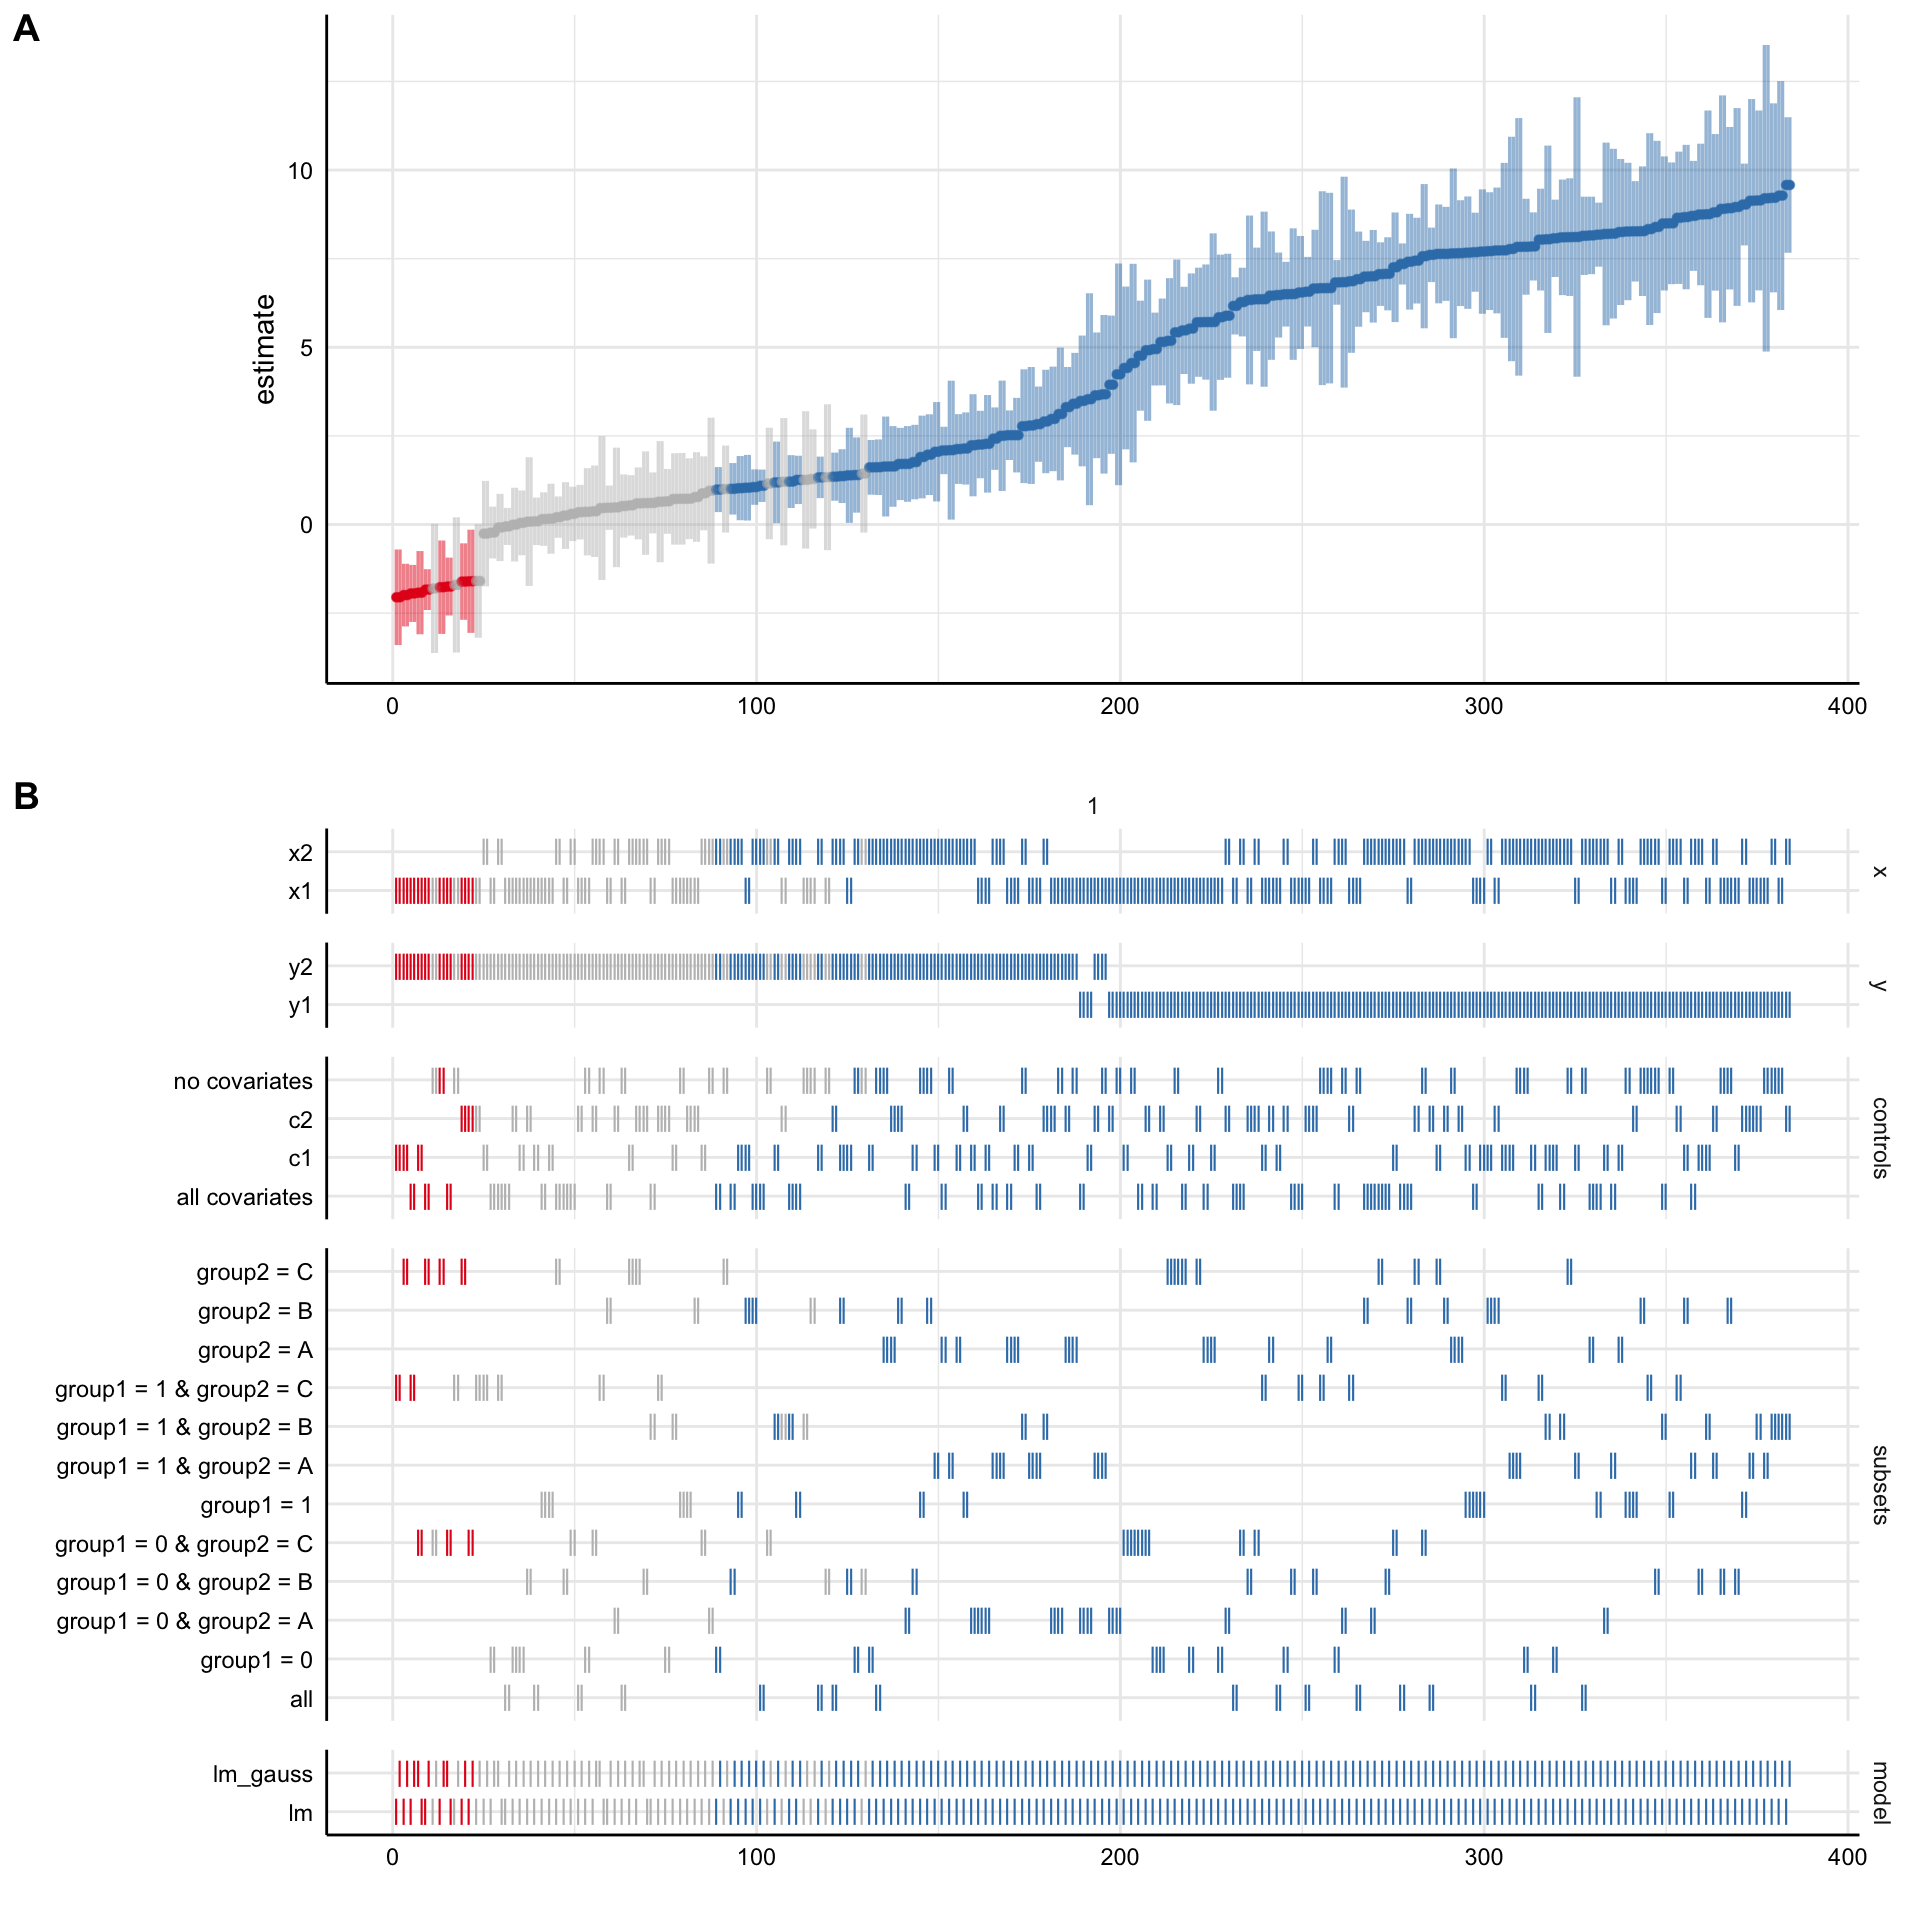 A
10
5
0
estimate
0 100 200 300 400
B
1
x2
x1
x
y2
y1
y
no covariates
c2
c1
all covariates
controls
group2 = C
group2 = B
group2 = A
group1 = 1 & group2 = C
group1 = 1 & group2 = B
group1 = 1 & group2 = A
group1 = 1
group1 = 0 & group2 = C
group1 = 0 & group2 = B
group1 = 0 & group2 = A
group1 = 0
all
subsets
lm_gauss
lm
model
0 100 200 300 400